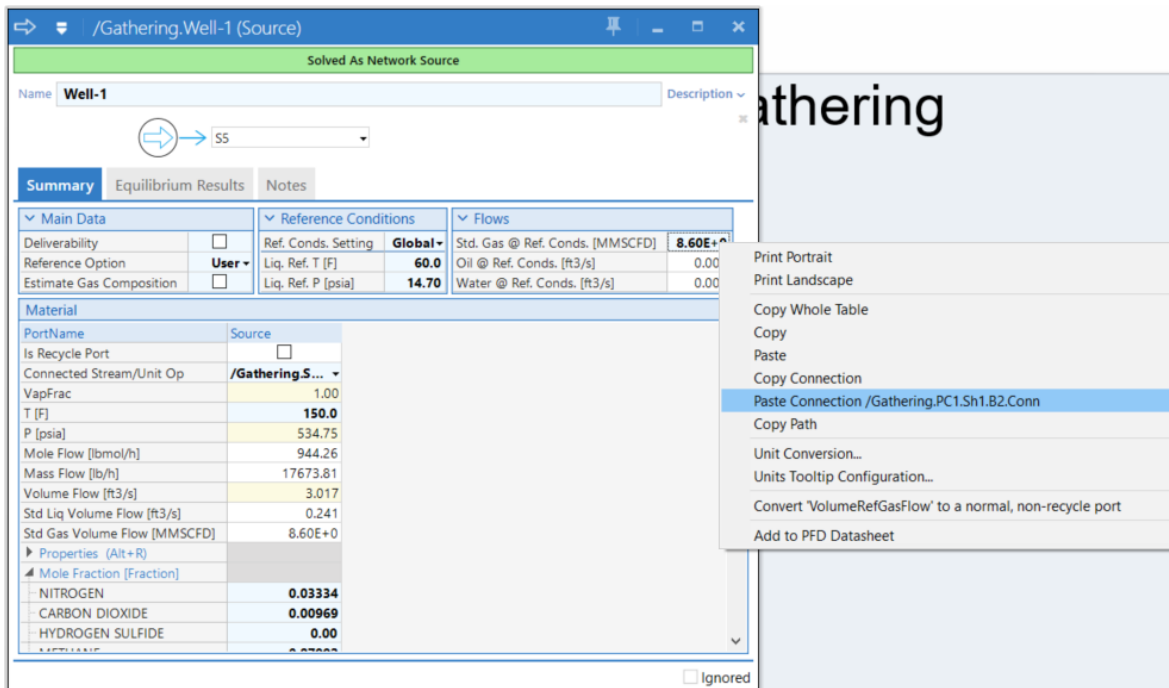 /Gathering.Well-1 (Source)
Solved As Network Source
Name Well-1 Description
athering
S5
Summary Equilibrium Results Notes
Main Data Reference Conditions Flows
Deliverability Ref. Conds. Setting Global Std. Gas @ Ref. Conds. [MMSCFD] 8.60E+0
Reference Option User Liq. Ref. T [F] 60.0 Oil @ Ref. Conds. [ft3/s] 0.00
Estimate Gas Composition Liq. Ref. P [psia] 14.70 Water @ Ref. Conds. [ft3/s] 0.00
Material
PortName Source
Is Recycle Port
Connected Stream/Unit Op /Gathering.S...
VapFrac 1.00
T [F] 150.0
P [psia] 534.75
Mole Flow [lbmol/h] 944.26
Mass Flow [lb/h] 17673.81
Volume Flow [ft3/s] 3.017
Std Liq Volume Flow [ft3/s] 0.241
Std Gas Volume Flow [MMSCFD] 8.60E+0
Properties (Alt+R)
Mole Fraction [Fraction]
NITROGEN 0.03334
CARBON DIOXIDE 0.00969
HYDROGEN SULFIDE 0.00
METHANE
Ignored
Print Portrait
Print Landscape
Copy Whole Table
Copy
Paste
Copy Connection
Paste Connection /Gathering.PC1.Sh1.B2.Conn
Copy Path
Unit Conversion...
Units Tooltip Configuration...
Convert 'VolumeRefGasFlow' to a normal, non-recycle port
Add to PFD Datasheet